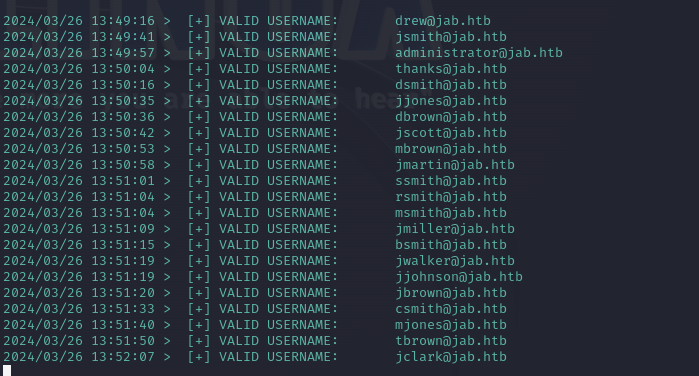 2024/03/26 13:49:16 > [+] VALID USERNAME: drew@jab.htb
2024/03/26 13:49:41 > [+] VALID USERNAME: jsmith@jab.htb
2024/03/26 13:49:57 > [+] VALID USERNAME: administrator@jab.htb
2024/03/26 13:50:04 > [+] VALID USERNAME: thanks@jab.htb
2024/03/26 13:50:16 > [+] VALID USERNAME: dsmith@jab.htb
2024/03/26 13:50:35 > [+] VALID USERNAME: jjones@jab.htb
2024/03/26 13:50:36 > [+] VALID USERNAME: dbrown@jab.htb
2024/03/26 13:50:42 > [+] VALID USERNAME: jscott@jab.htb
2024/03/26 13:50:53 > [+] VALID USERNAME: mbrown@jab.htb
2024/03/26 13:50:58 > [+] VALID USERNAME: jmartin@jab.htb
2024/03/26 13:51:01 > [+] VALID USERNAME: ssmith@jab.htb
2024/03/26 13:51:04 > [+] VALID USERNAME: rsmith@jab.htb
2024/03/26 13:51:04 > [+] VALID USERNAME: msmith@jab.htb
2024/03/26 13:51:09 > [+] VALID USERNAME: jmiller@jab.htb
2024/03/26 13:51:15 > [+] VALID USERNAME: bsmith@jab.htb
2024/03/26 13:51:19 > [+] VALID USERNAME: jwalker@jab.htb
2024/03/26 13:51:19 > [+] VALID USERNAME: jjohnson@jab.htb
2024/03/26 13:51:20 > [+] VALID USERNAME: jbrown@jab.htb
2024/03/26 13:51:33 > [+] VALID USERNAME: csmith@jab.htb
2024/03/26 13:51:40 > [+] VALID USERNAME: mjones@jab.htb
2024/03/26 13:51:50 > [+] VALID USERNAME: tbrown@jab.htb
2024/03/26 13:52:07 > [+] VALID USERNAME: jclark@jab.htb